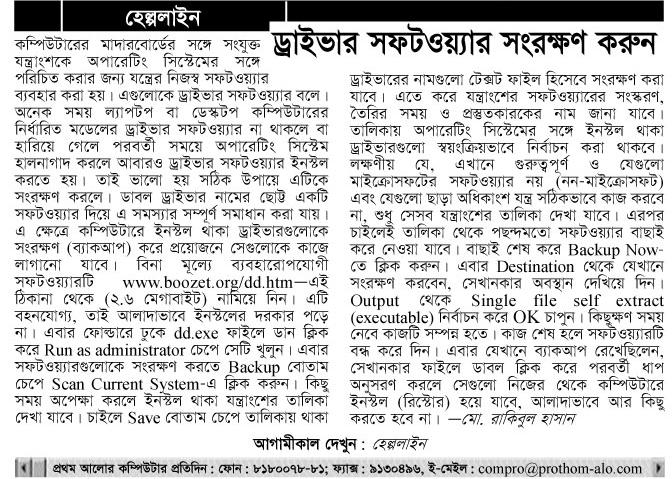 হেল্পলাইন
ড্রাইভার সফটওয়্যার সংরক্ষণ করুন
কম্পিউটারের মাদারবোর্ডের সঙ্গে সংযুক্ত
যন্ত্রাংশকে অপারেটিং সিস্টেমের সঙ্গে
পরিচিত করার জন্য যন্ত্রের নিজস্ব সফটওয়্যার
ব্যবহার করা হয়। এগুলোকে ড্রাইভার সফটওয়্যার বলে।
অনেক সময় ল্যাপটপ বা ডেস্কটপ কম্পিউটারের
নির্ধারিত মডেলের ড্রাইভার সফটওয়্যার না থাকলে বা
হারিয়ে গেলে পরবর্তী সময়ে অপারেটিং সিস্টেম
হালনাগাদ করলে আবারও ড্রাইভার সফটওয়্যার ইনস্টল
করতে হয়। তাই ভালো হয় সঠিক উপায়ে এটিকে
সংরক্ষণ করলে। ডাবল ড্রাইভার নামের ছোট্ট একটি
সফটওয়্যার দিয়ে এ সমস্যার সম্পূর্ণ সমাধান করা যায়।
এ ক্ষেত্রে কম্পিউটারে ইনস্টল থাকা ড্রাইভারগুলোকে
সংরক্ষণ (ব্যাকআপ) করে প্রয়োজনে সেগুলোকে কাজে
লাগানো যাবে। বিনা মূল্যে ব্যবহারোপযোগী
সফটওয়্যারটি www.boozet.org/dd.htm—এই
ঠিকানা থেকে (২.৬ মেগাবাইট) নামিয়ে নিন। এটি
বহনযোগ্য, তাই আলাদাভাবে ইনস্টলের দরকার পড়ে
না। এবার ফোল্ডারে ঢুকে dd.exe ফাইলে ডান ক্লিক
করে Run as administrator চেপে সেটি খুলুন। এবার
সফটওয়্যারগুলোকে সংরক্ষণ করতে Backup বোতাম
চেপে Scan Current System-এ ক্লিক করুন। কিছু
সময় অপেক্ষা করলে ইনস্টল থাকা যন্ত্রাংশের তালিকা
দেখা যাবে। চাইলে Save বোতাম চেপে তালিকায় থাকা
ড্রাইভারের নামগুলো টেক্সট ফাইল হিসেবে সংরক্ষণ করা
যাবে। এতে করে যন্ত্রাংশের সফটওয়্যারের সংস্করণ,
তৈরির সময় ও প্রস্তুতকারকের নাম জানা যাবে।
তালিকায় অপারেটিং সিস্টেমের সঙ্গে ইনস্টল থাকা
ড্রাইভারগুলো স্বয়ংক্রিয়ভাবে নির্বাচন করা থাকবে।
লক্ষণীয় যে, এখানে গুরুত্বপূর্ণ ও যেগুলো
মাইক্রোসফটের সফটওয়্যার নয় (নন-মাইক্রোসফট)
এবং যেগুলো ছাড়া অধিকাংশ যন্ত্র সঠিকভাবে কাজ করবে
না, শুধু সেসব যন্ত্রাংশের তালিকা দেখা যাবে। এরপর
চাইলেই তালিকা থেকে পছন্দমতো সফটওয়্যার বাছাই
করে নেওয়া যাবে। বাছাই শেষ করে Backup Now-
তে ক্লিক করুন। এবার Destination থেকে যেখানে
সংরক্ষণ করবেন, সেখানকার অবস্থান দেখিয়ে দিন।
Output থেকে Single file self extract
(executable) নির্বাচন করে OK চাপুন। কিছুক্ষণ সময়
নেবে কাজটি সম্পন্ন হতে। কাজ শেষ হলে সফটওয়্যারটি
বন্ধ করে দিন। এবার যেখানে ব্যাকআপ রেখেছিলেন,
সেখানকার ফাইলে ডাবল ক্লিক করে পরবর্তী ধাপ
অনুসরণ করলে সেগুলো নিজের থেকে কম্পিউটারে
ইনস্টল (রিস্টোর) হয়ে যাবে, আলাদাভাবে আর কিছু
করতে হবে না। —মো. রাকিবুল হাসান
আগামীকাল দেখুন : হেল্পলাইন
প্রথম আলোর কম্পিউটার প্রতিদিন : ফোন : ৮১৮০০৭৮-৮১; ফ্যাক্স : ৯১৩০৪৯৬, ই-মেইল : compro@prothom-alo.com